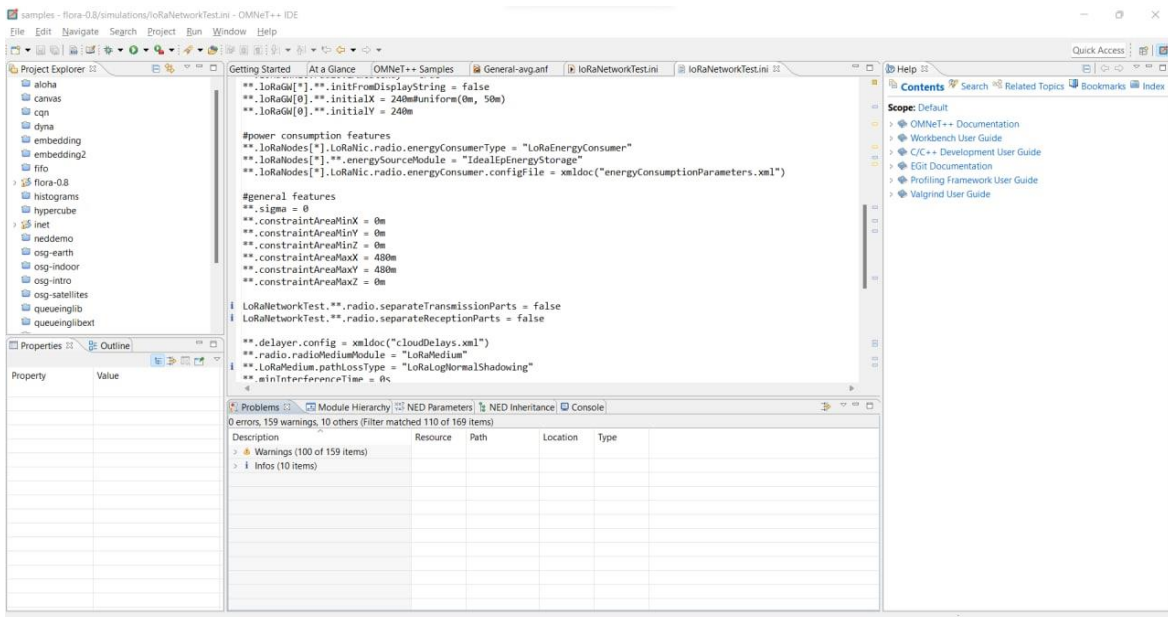 samples - flora-0.8/simulations/loRaNetworkTest.ini - OMNeT++ IDE
File Edit Navigate Search Project Run Window Help
Quick Access
Project Explorer
aloha
canvas
cqn
dyna
embedding
embedding2
fifo
flora-0.8
histograms
hypercube
inet
neddemo
osg-earth
osg-indoor
osg-intro
osg-satellites
queueinglib
queueinglibext
Properties Outline
Property Value
Getting Started At a Glance OMNeT++ Samples General-avg.anf loRaNetworkTest.ini loRaNetworkTest.ini
**.loRaGW[*].**.initFromDisplayString = false
**.loRaGW[0].**.initialX = 240m#uniform(0m, 50m)
**.loRaGW[0].**.initialY = 240m
#power consumption features
**.loRaNodes[*].LoRaNic.radio.energyConsumerType = "LoRaEnergyConsumer"
**.loRaNodes[*].**.energySourceModule = "IdealEpEnergyStorage"
**.loRaNodes[*].LoRaNic.radio.energyConsumer.configFile = xmldoc("energyConsumptionParameters.xml")
#general features
**.sigma = 0
**.constraintAreaMinX = 0m
**.constraintAreaMinY = 0m
**.constraintAreaMinZ = 0m
**.constraintAreaMaxX = 480m
**.constraintAreaMaxY = 480m
**.constraintAreaMaxZ = 0m
LoRaNetworkTest.**.radio.separateTransmissionParts = false
LoRaNetworkTest.**.radio.separateReceptionParts = false
**.delayer.config = xmldoc("cloudDelays.xml")
**.radio.radioMediumModule = "LoRaMedium"
**.LoRaMedium.pathLossType = "LoRaLogNormalShadowing"
**.minInterferenceTime = 0s
Problems Module Hierarchy NED Parameters NED Inheritance Console
0 errors, 159 warnings, 10 others (Filter matched 110 of 169 items)
Description Resource Path Location Type
Warnings (100 of 159 items)
Infos (10 items)
Help
Contents Search Related Topics Bookmarks Index
Scope: Default
OMNeT++ Documentation
Workbench User Guide
C/C++ Development User Guide
EGit Documentation
Profiling Framework User Guide
Valgrind User Guide